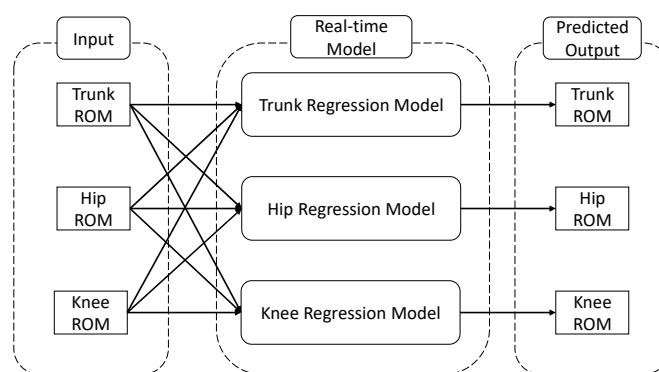 Input
Real-time
Model
Predicted
Output
Trunk
ROM
Trunk Regression Model
Trunk
ROM
Hip
ROM
Hip Regression Model
Hip
ROM
Knee
ROM
Knee Regression Model
Knee
ROM